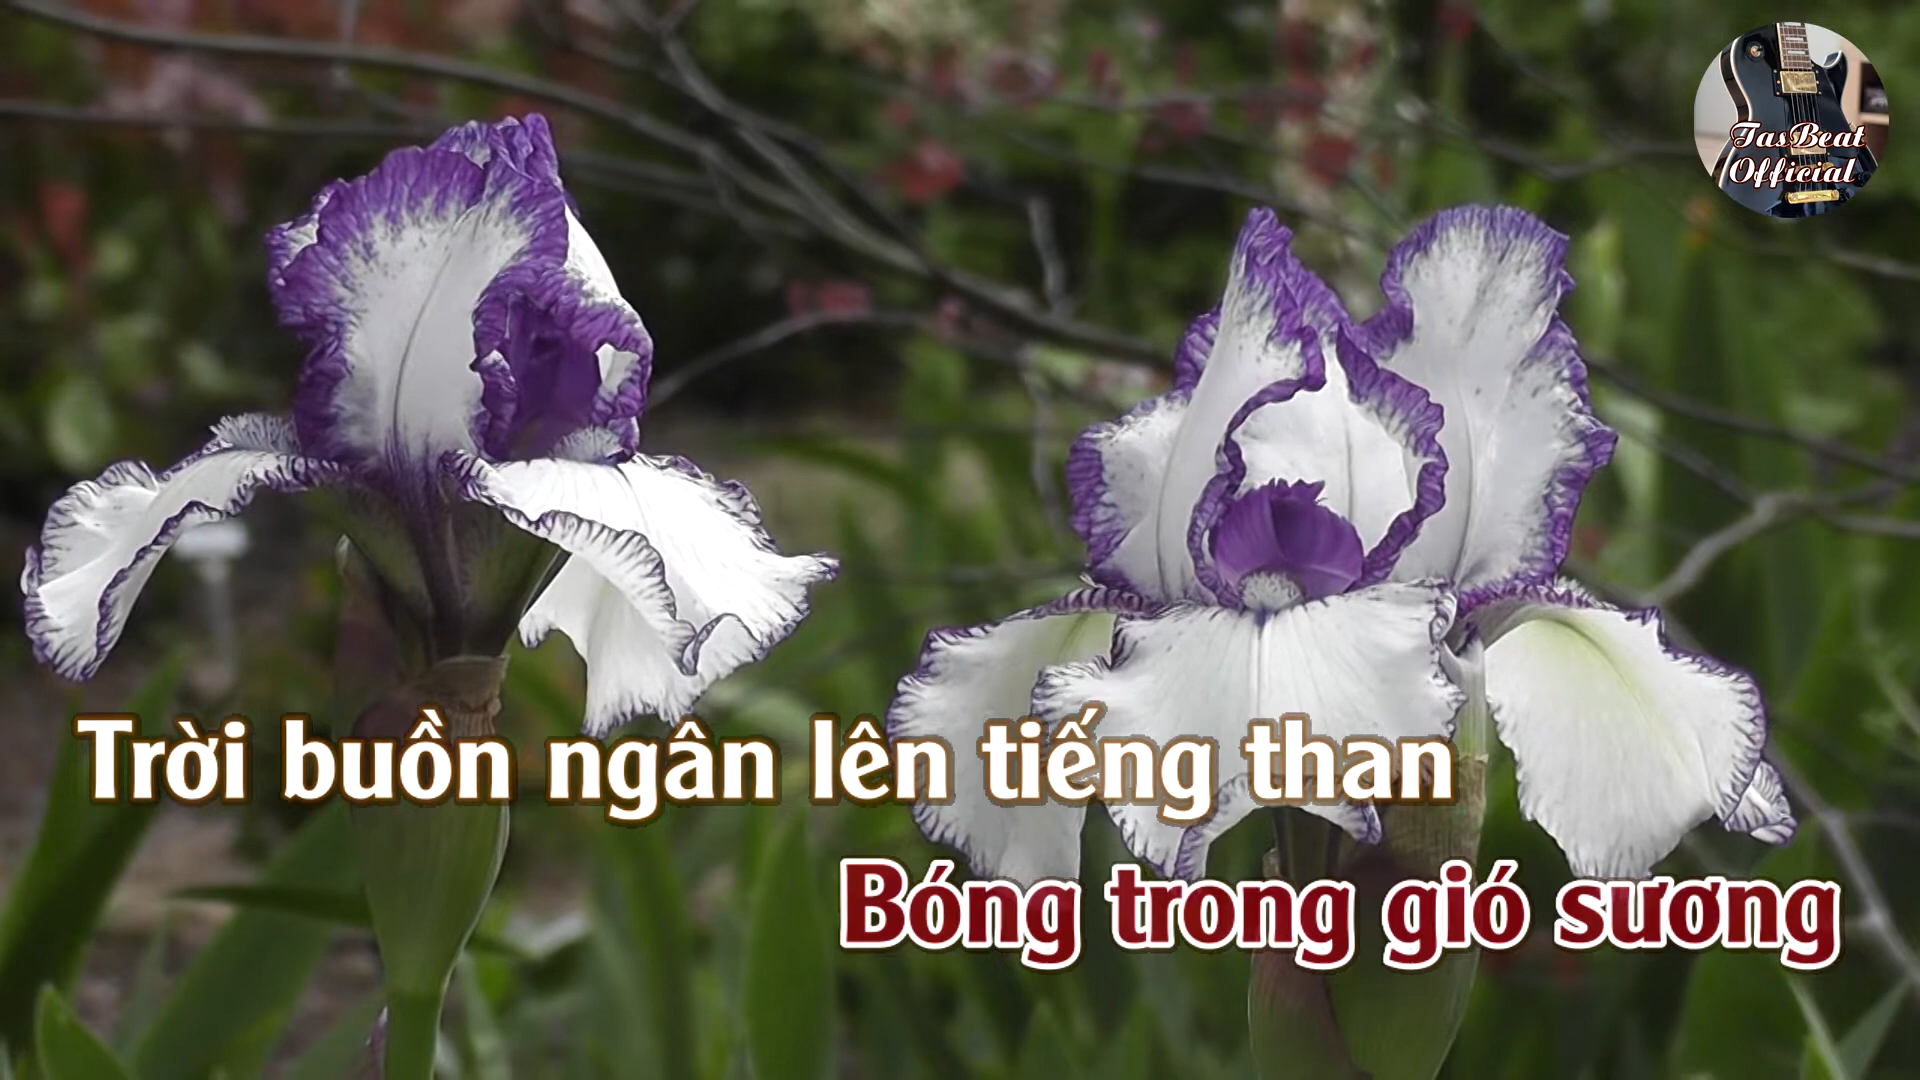 TasBeat
Official
Trời buồn ngân lên tiếng than
Bóng trong gió sương